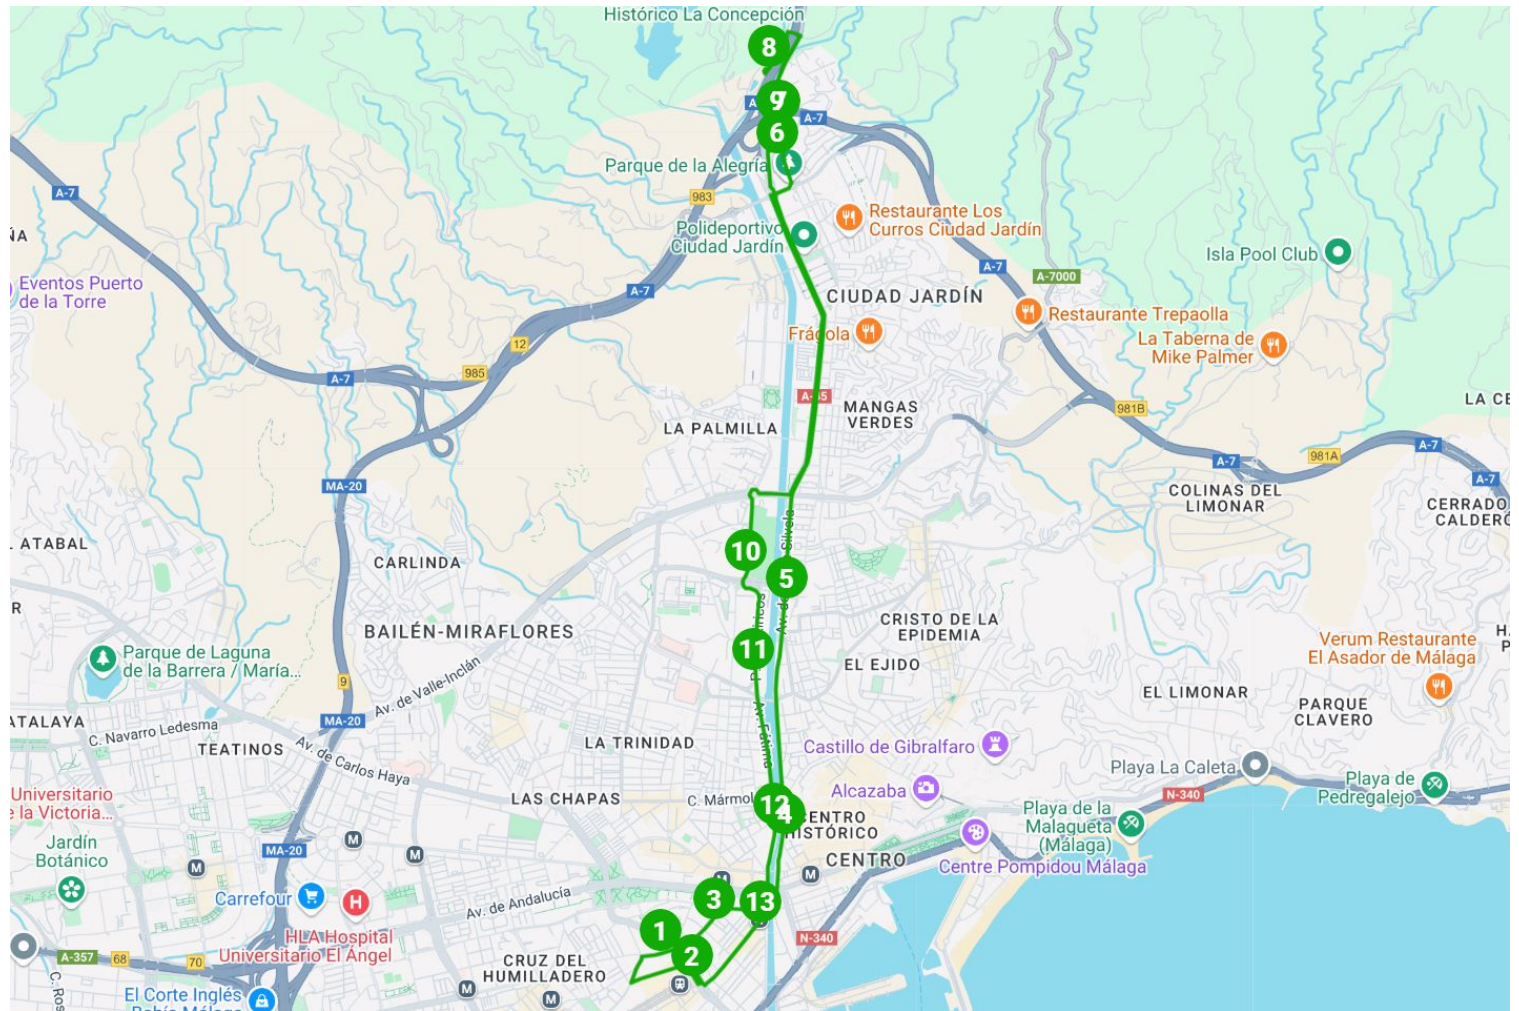 Histórico La Concepción
8
A-7
97
A-7
6
Parque de la Alegría
A-7
983
Restaurante Los
Curros Ciudad Jardín
Polideportivo
Ciudad Jardín
Isla Pool Club
A-7
A-7000
Eventos Puerto
de la Torre
A-7
CIUDAD JARDÍN
Restaurante Trepaolla
Frágola
La Taberna de
Mike Palmer
12
985
A-7
A-45
LA CE
MANGAS
VERDES
981B
LA PALMILLA
A-7
981A
A-7
A-7
MA-20
COLINAS DEL
LIMONAR
CERRADO
CALDERÓ
ATABAL
10
CARLINDA
5
CRISTO DE LA
EPIDEMIA
BAILÉN-MIRAFLORES
Verum Restaurante
El Asador de Málaga
11
Parque de Laguna
de la Barrera / María...
EL EJIDO
9
Av. de Valle-Inclán
EL LIMONAR
PARQUE
CLAVERO
MA-20
ATALAYA
C. Navarro Ledesma
TEATINOS
Av. de Carlos Haya
LA TRINIDAD
Av. Fátima
Castillo de Gibralfaro
Playa La Caleta
Playa de
Pedregalejo
Alcazaba
N-340
Universitario
e la Victoria...
LAS CHAPAS
C. Mármol
12
4
CENTRO
HISTÓRICO
Playa de la
Malagueta
(Málaga)
Jardín
Botánico
MA-20
M
M
M
M
M
CENTRO
Centre Pompidou Málaga
Carrefour
H
Av. de Andalucía
3
13
HLA Hospital
Universitario El Ángel
1
N-340
A-357
68
70
2
CRUZ DEL
HUMILLADERO
M
M
El Corte Inglés
Bahía Málaga